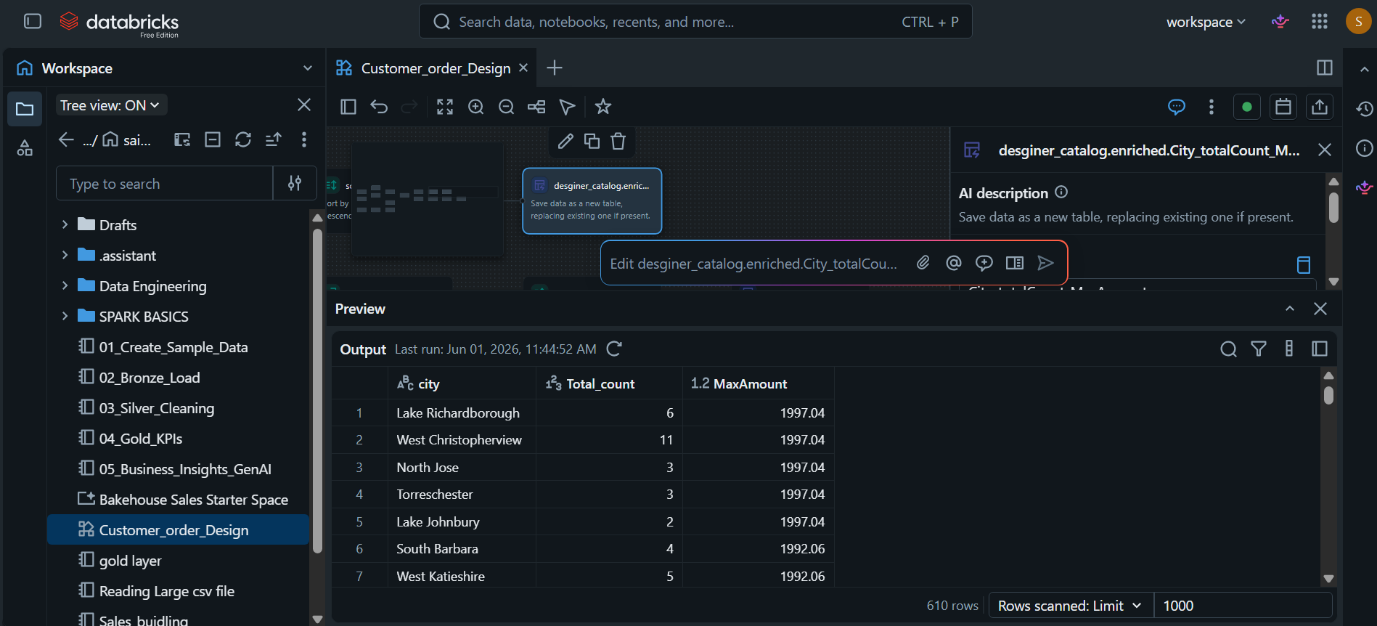 databricks
Free Edition
Search data, notebooks, recents, and more...
CTRL + P
workspace
S
Workspace
Customer_order_Design
Tree view: ON
.../ sai...
Type to search
Drafts
.assistant
Data Engineering
SPARK BASICS
01_Create_Sample_Data
02_Bronze_Load
03_Silver_Cleaning
04_Gold_KPIs
05_Business_Insights_GenAI
Bakehouse Sales Starter Space
Customer_order_Design
gold layer
Reading Large csv file
Sales_buidling
desginer_catalog.enric...
Save data as a new table,
replacing existing one if present.
desginer_catalog.enriched.City_totalCount_M...
AI description
Save data as a new table, replacing existing one if present.
Edit desginer_catalog.enriched.City_totalCou...
Preview
Output Last run: Jun 01, 2026, 11:44:52 AM
city Total_count 1.2 MaxAmount
1 Lake Richardborough 6 1997.04
2 West Christopherview 11 1997.04
3 North Jose 3 1997.04
4 Torreschester 3 1997.04
5 Lake Johnbury 2 1997.04
6 South Barbara 4 1992.06
7 West Katieshire 5 1992.06
610 rows Rows scanned: Limit 1000